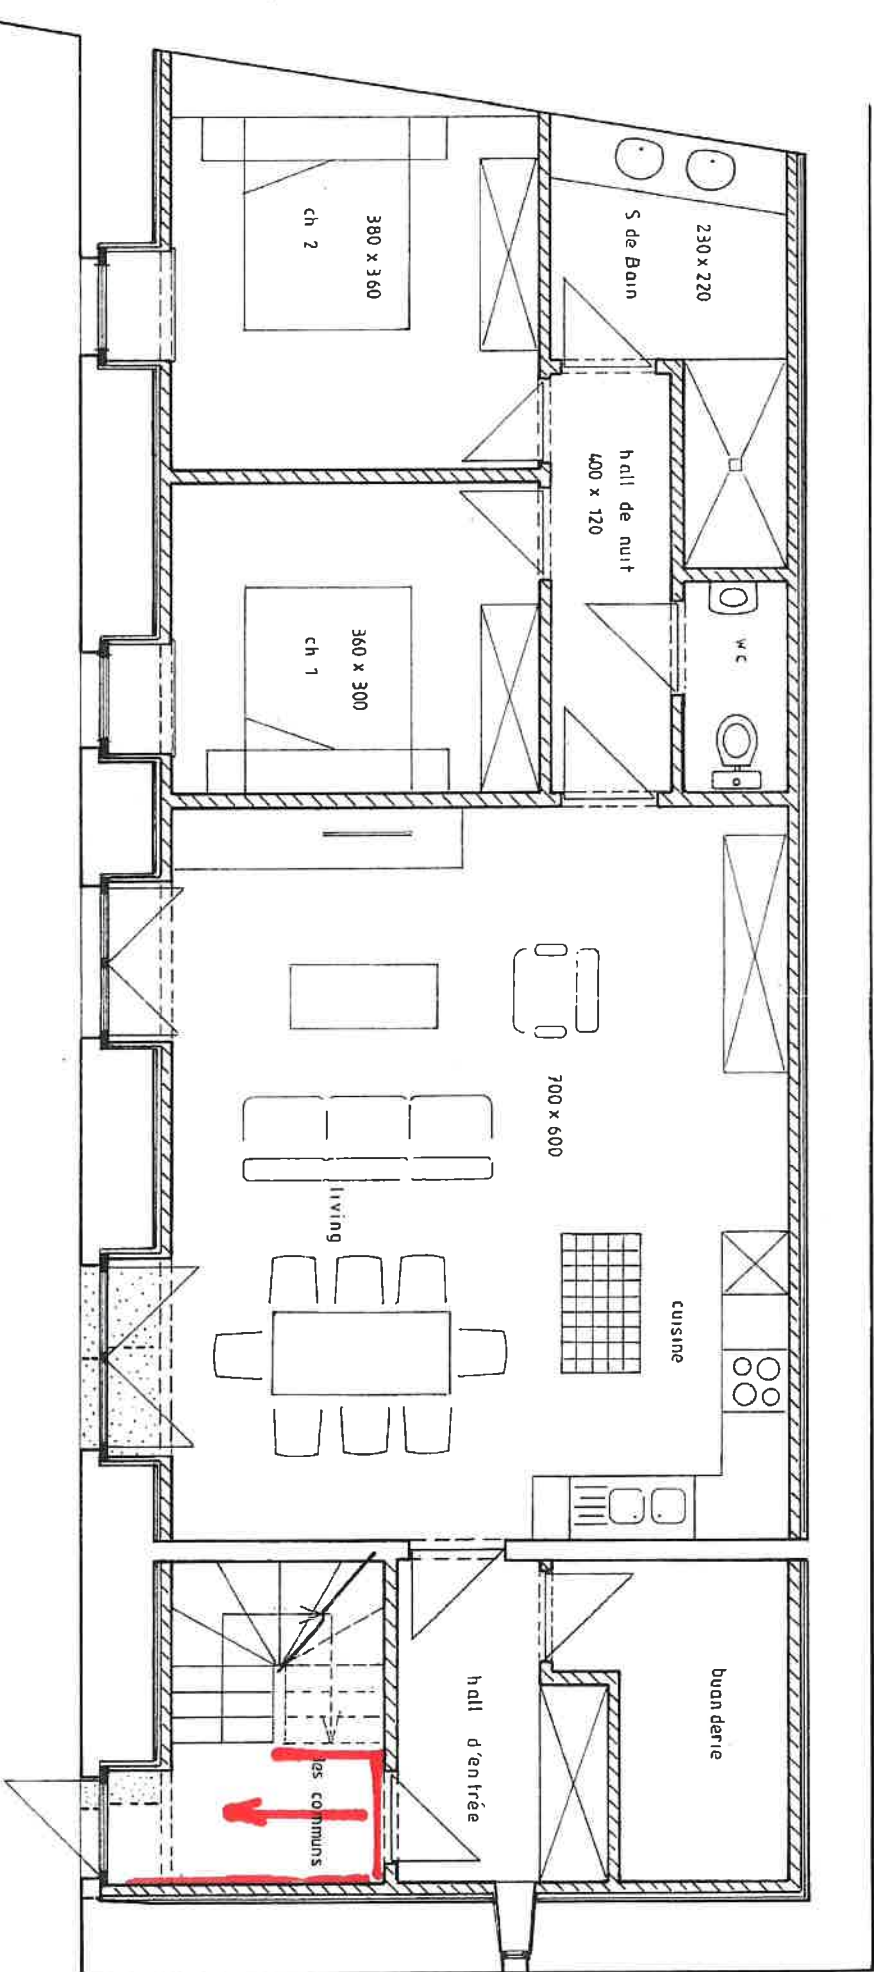 230 x 220
S de Bain
380 x 360
ch 2
hall de nuit
400 x 120
wc
360 x 300
ch 1
700 x 600
living
cuisine
buanderie
hall d'entrée
les communs